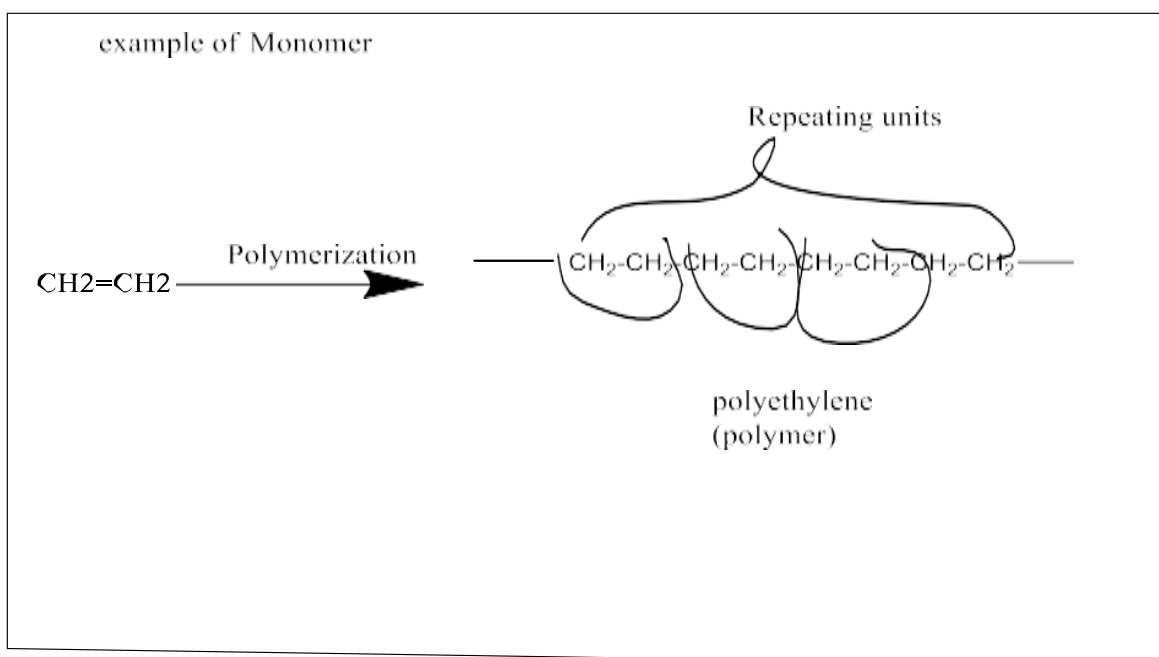 example of Monomer
Repeating units
Polymerization
CH2=CH2
CH₂-CH₂-CH₂-CH₂-CH₂-CH₂-CH₂-CH₂
polyethylene
(polymer)